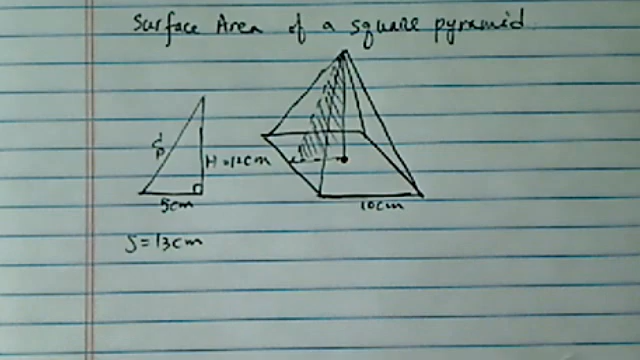 Surface Area of a square pyramid
H = 12cm
5cm
10cm
S = 13cm